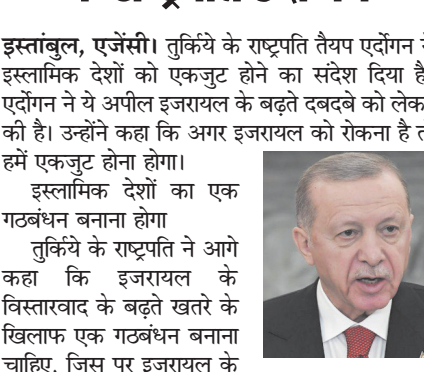 इस्तांबुल, एजेंसी। तुर्किये के राष्ट्रपति तैयप एर्दोगन ने
इस्लामिक देशों को एकजुट होने का संदेश दिया है
एर्दोगन ने ये अपील इजरायल के बढ़ते दबदबे को लेक
की है। उन्होंने कहा कि अगर इजरायल को रोकना है त
हमें एकजुट होना होगा।
इस्लामिक देशों का एक
गठबंधन बनाना होगा
तुर्किये के राष्ट्रपति ने आगे
कहा कि इजरायल के
विस्तारवाद के बढ़ते खतरे के
खिलाफ एक गठबंधन बनाना
चाहिए, जिस पर इजरायल के